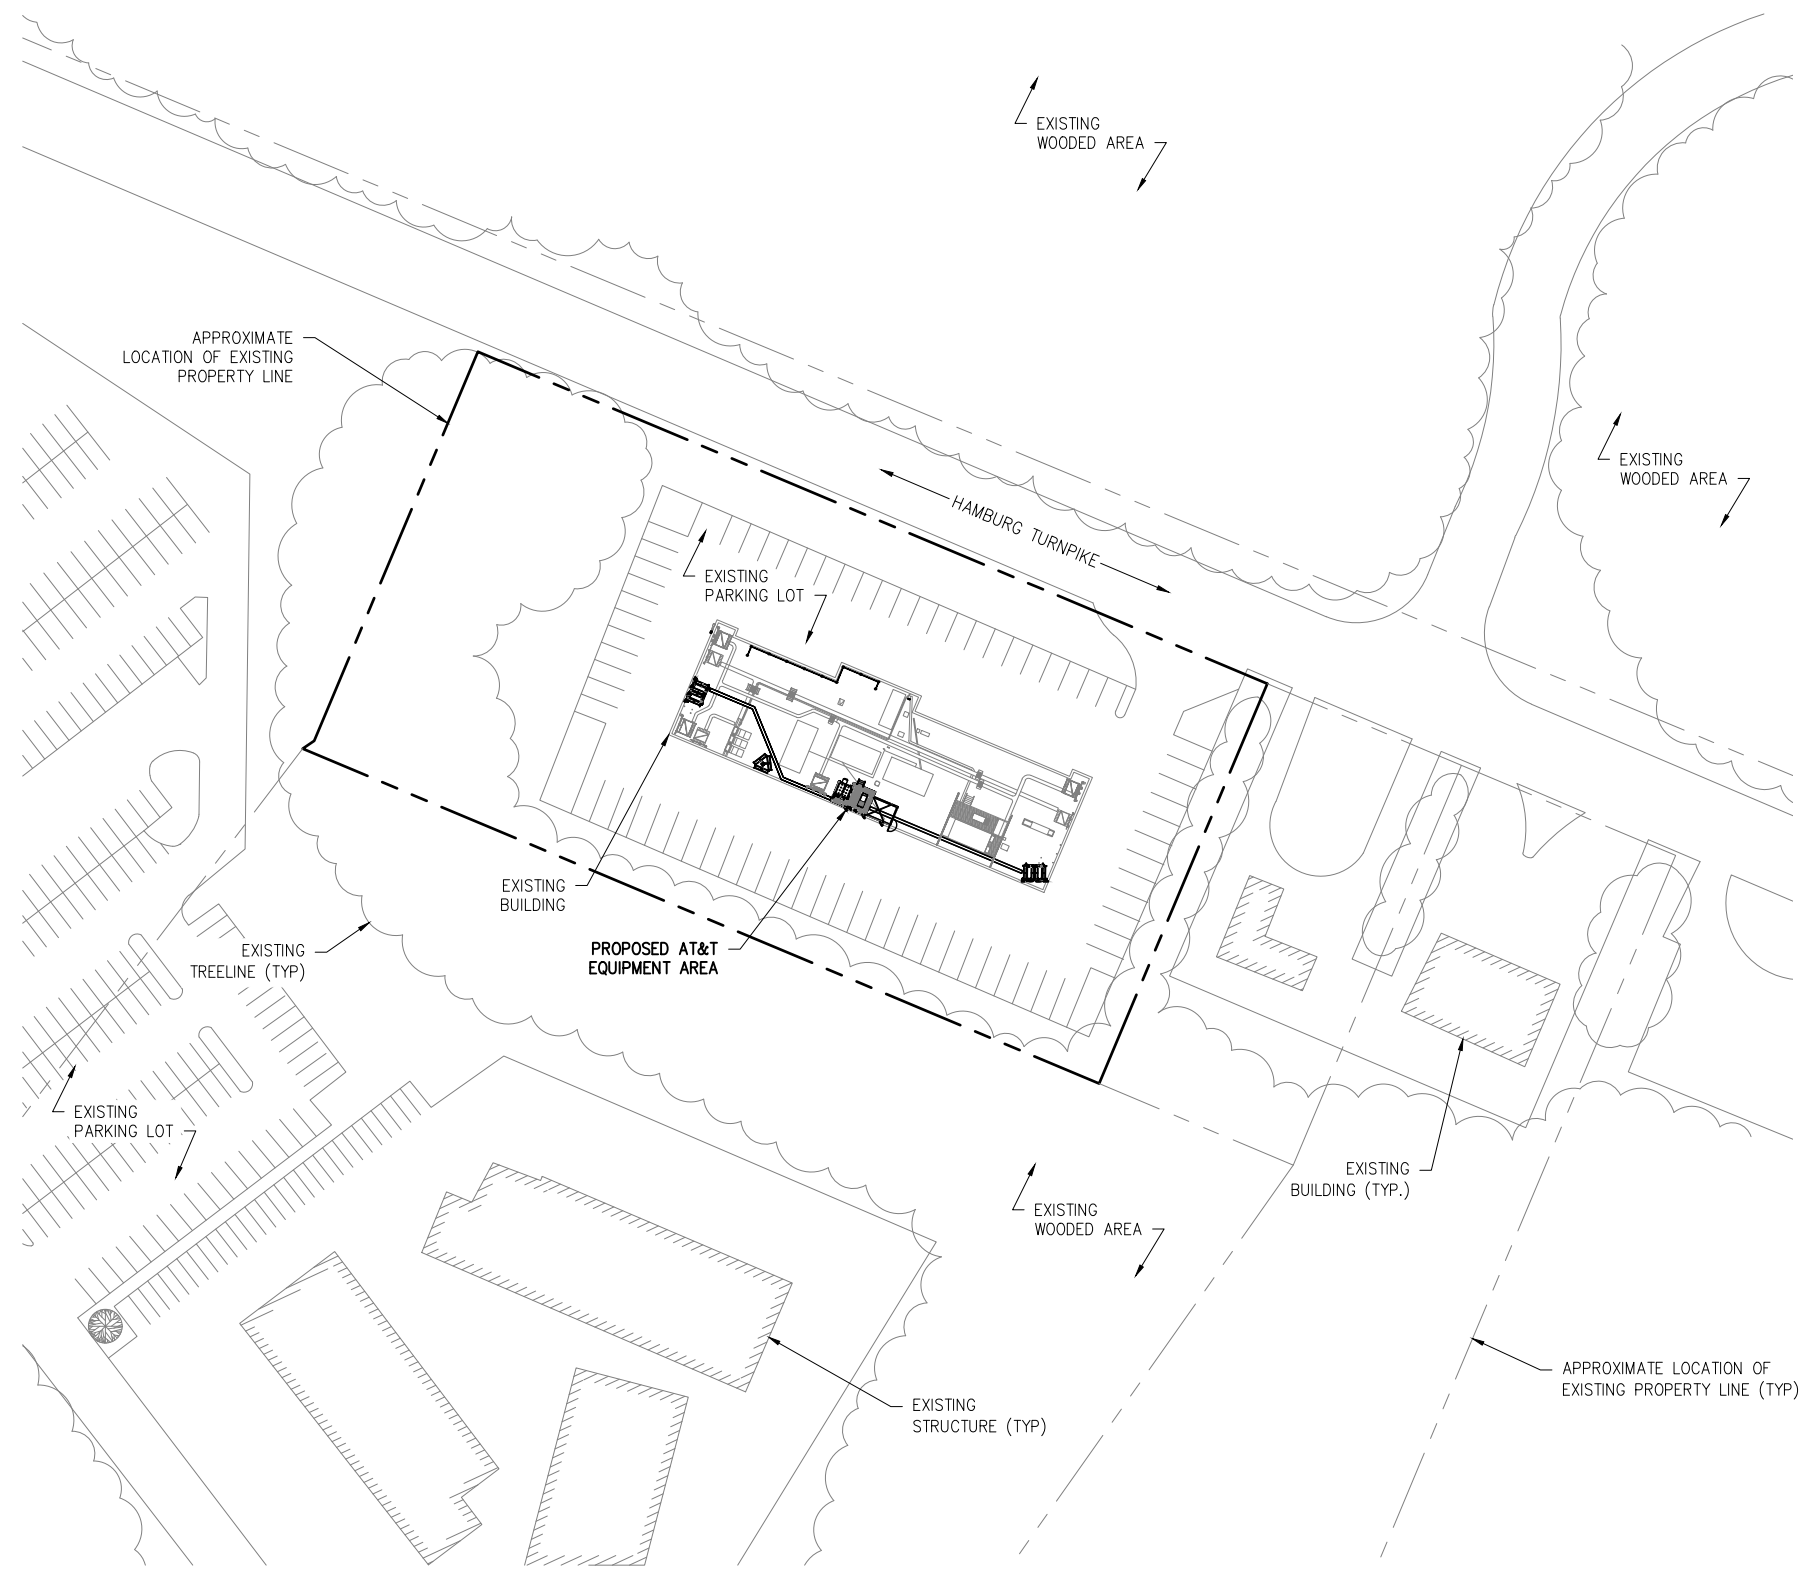 EXISTING
WOODED AREA
APPROXIMATE
LOCATION OF EXISTING
PROPERTY LINE
EXISTING
WOODED AREA
HAMBURG TURNPIKE
EXISTING
PARKING LOT
EXISTING
BUILDING
PROPOSED AT&T
EQUIPMENT AREA
EXISTING
TREELINE (TYP)
EXISTING
PARKING LOT
EXISTING
BUILDING (TYP.)
EXISTING
WOODED AREA
APPROXIMATE LOCATION OF
EXISTING PROPERTY LINE (TYP)
EXISTING
STRUCTURE (TYP)